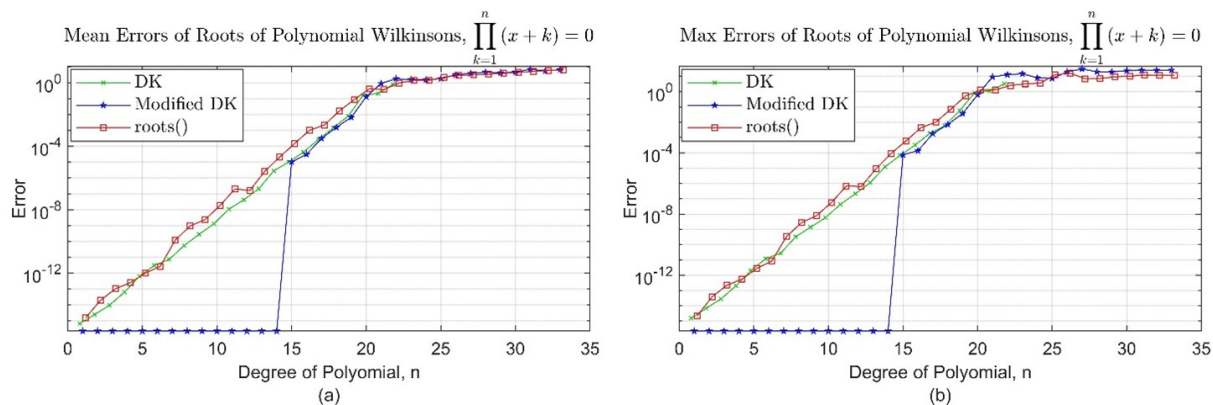 Mean Errors of Roots of Polynomial Wilkinsons, ∏_{k=1}^{n} (x + k) = 0
10^0
10^-4
10^-8
10^-12
Error
DK
Modified DK
roots()
0 5 10 15 20 25 30 35
Degree of Polyomial, n
(a)
Max Errors of Roots of Polynomial Wilkinsons, ∏_{k=1}^{n} (x + k) = 0
10^0
10^-4
10^-8
10^-12
Error
DK
Modified DK
roots()
0 5 10 15 20 25 30 35
Degree of Polyomial, n
(b)